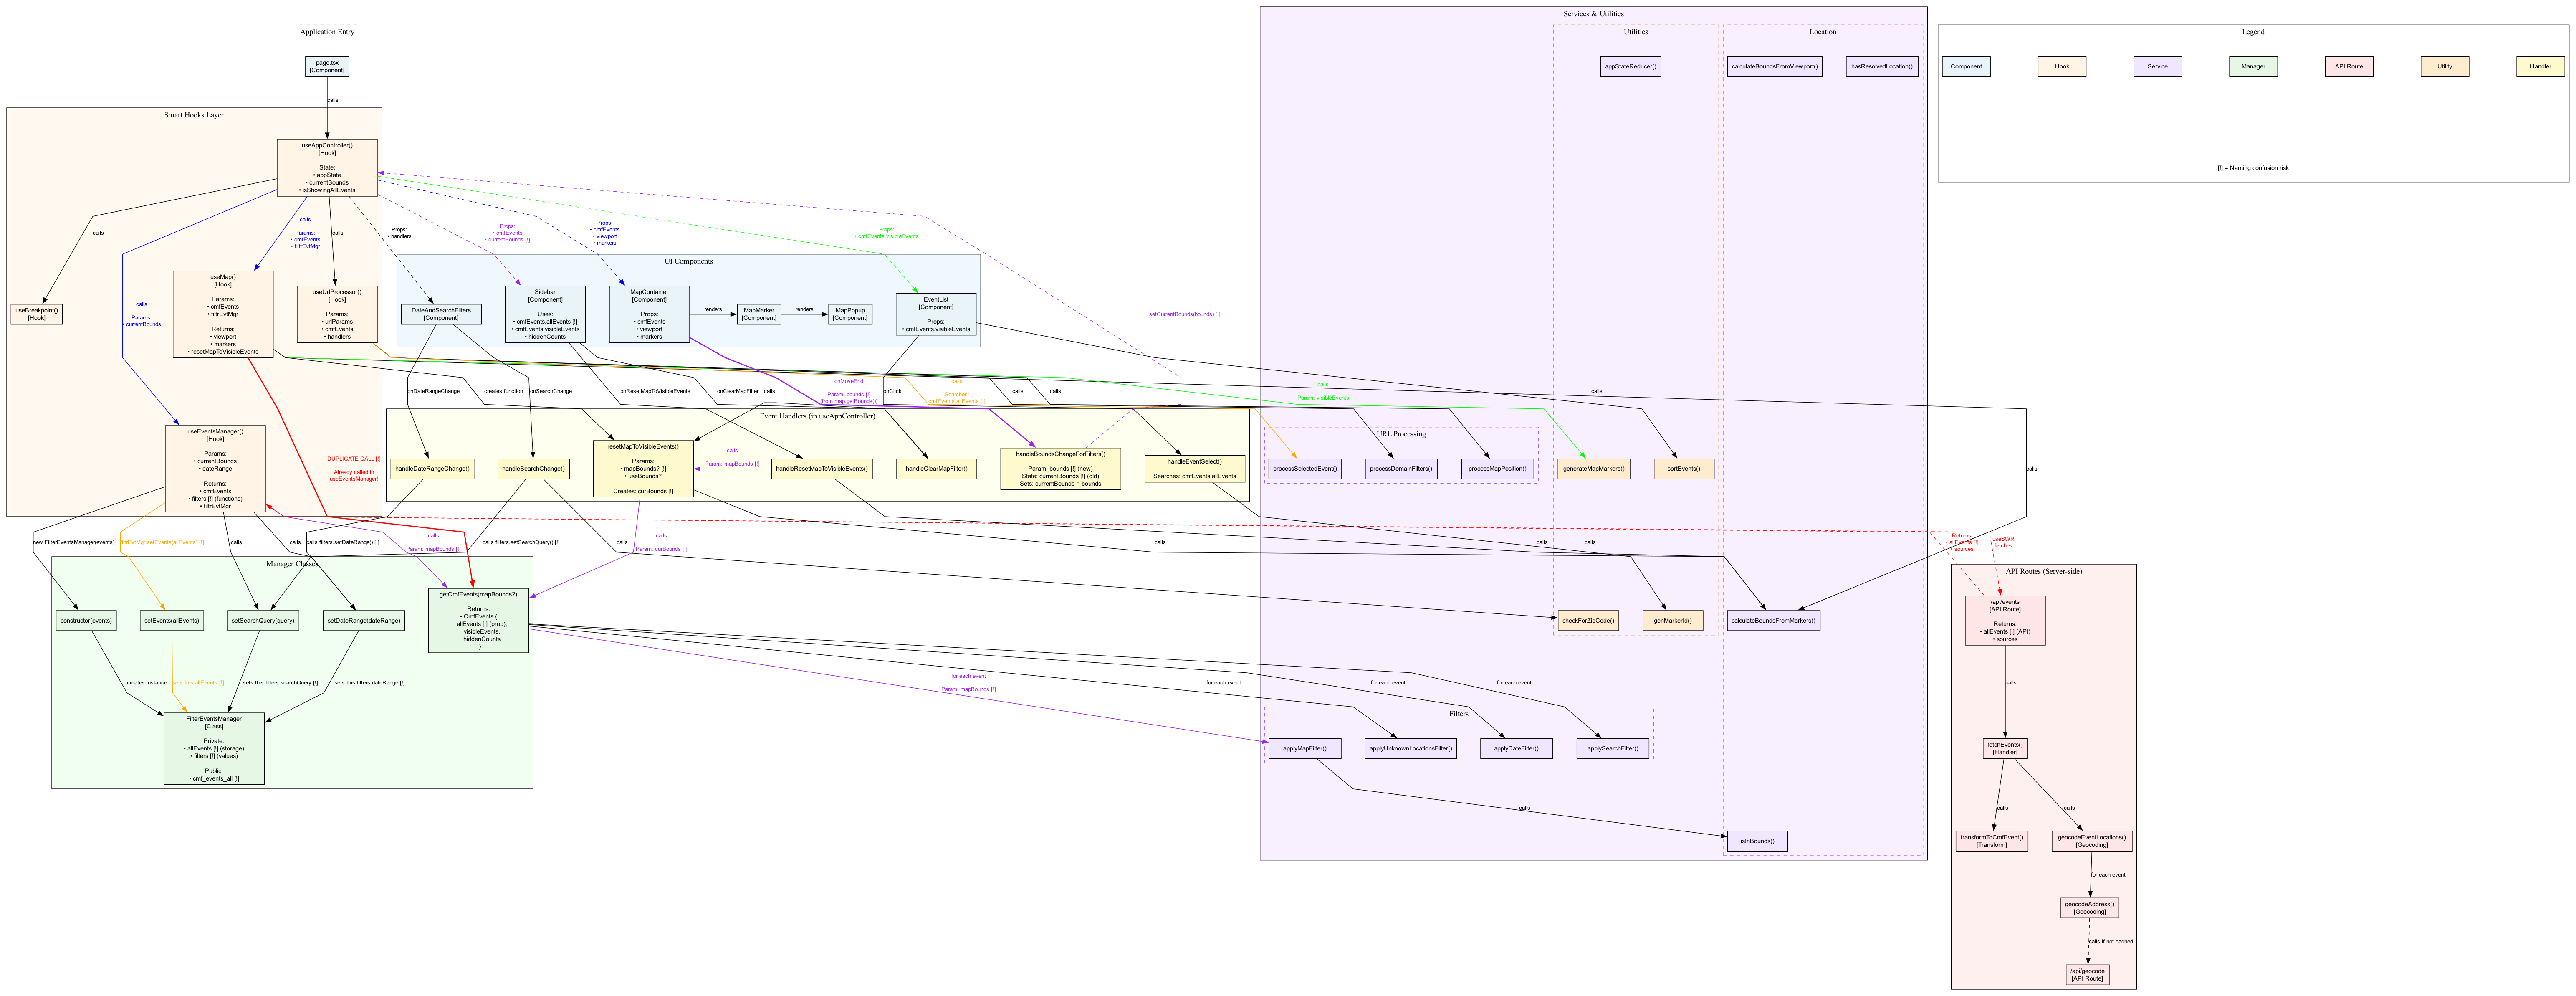 Application Entry
page.tsx
[Component]
calls
Smart Hooks Layer
useAppController()
[Hook]
State:
• appState
• currentBounds
• isShowingAllEvents
calls
calls
Params:
• cmfEvents
• filtrEvtMgr
calls
Props:
• handlers
Props:
• cmfEvents
• currentBounds [!]
Props:
• cmfEvents
• viewport
• markers
Props:
• cmfEvents.visibleEvents
calls
Params:
• currentBounds
useBreakpoint()
[Hook]
useMap()
[Hook]
Params:
• cmfEvents
• filtrEvtMgr
Returns:
• viewport
• markers
• resetMapToVisibleEvents
useUrlProcessor()
[Hook]
Params:
• urlParams
• cmfEvents
• handlers
useEventsManager()
[Hook]
Params:
• currentBounds
• dateRange
Returns:
• cmfEvents
• filters [!] (functions)
• filtrEvtMgr
DUPLICATE CALL [!]
Already called in
useEventsManager!
UI Components
DateAndSearchFilters
[Component]
Sidebar
[Component]
Uses:
• cmfEvents.allEvents [!]
• cmfEvents.visibleEvents
• hiddenCounts
MapContainer
[Component]
Props:
• cmfEvents
• viewport
• markers
renders
MapMarker
[Component]
renders
MapPopup
[Component]
EventList
[Component]
Props:
• cmfEvents.visibleEvents
setCurrentBounds(bounds) [!]
onDateRangeChange
creates function
onSearchChange
onResetMapToVisibleEvents
onClearMapFilter
calls
onMoveEnd
Param: bounds [!]
(from map.getBounds())
onClick
calls
Searches:
cmfEvents.allEvents [!]
calls
calls
calls
Param: visibleEvents
calls
calls
Event Handlers (in useAppController)
handleDateRangeChange()
handleSearchChange()
resetMapToVisibleEvents()
Params:
• mapBounds? [!]
• useBounds?
Creates: curBounds [!]
calls
Param: mapBounds [!]
handleResetMapToVisibleEvents()
handleClearMapFilter()
handleBoundsChangeForFilters()
Param: bounds [!] (new)
State: currentBounds [!] (old)
Sets: currentBounds = bounds
handleEventSelect()
Searches: cmfEvents.allEvents
new FilterEventsManager(events)
filtrEvtMgr.setEvents(allEvents) [!]
calls
calls
calls filters.setDateRange() [!]
calls
Param: mapBounds [!]
calls filters.setSearchQuery() [!]
calls
calls
Param: curBounds [!]
calls
calls
calls
Manager Classes
constructor(events)
setEvents(allEvents)
setSearchQuery(query)
setDateRange(dateRange)
getCmfEvents(mapBounds?)
Returns:
• CmfEvents {
allEvents [!] (prop),
visibleEvents,
hiddenCounts
}
creates instance
sets this.allEvents [!]
sets this.filters.searchQuery [!]
sets this.filters.dateRange [!]
FilterEventsManager
[Class]
Private:
• allEvents [!] (storage)
• filters [!] (values)
Public:
• cmf_events_all [!]
for each event
Param: mapBounds [!]
for each event
for each event
for each event
Services & Utilities
Utilities
appStateReducer()
Location
calculateBoundsFromViewport()
hasResolvedLocation()
URL Processing
processSelectedEvent()
processDomainFilters()
processMapPosition()
generateMapMarkers()
sortEvents()
checkForZipCode()
genMarkerId()
calculateBoundsFromMarkers()
Filters
applyMapFilter()
applyUnknownLocationsFilter()
applyDateFilter()
applySearchFilter()
calls
isInBounds()
Returns
• allEvents [!]
sources
useSWR
fetches
API Routes (Server-side)
/api/events
[API Route]
Returns:
• allEvents [!] (API)
• sources
calls
fetchEvents()
[Handler]
calls
calls
transformToCmfEvent()
[Transform]
geocodeEventLocations()
[Geocoding]
for each event
geocodeAddress()
[Geocoding]
calls if not cached
/api/geocode
[API Route]
Legend
Component
Hook
Service
Manager
API Route
Utility
Handler
[!] = Naming confusion risk